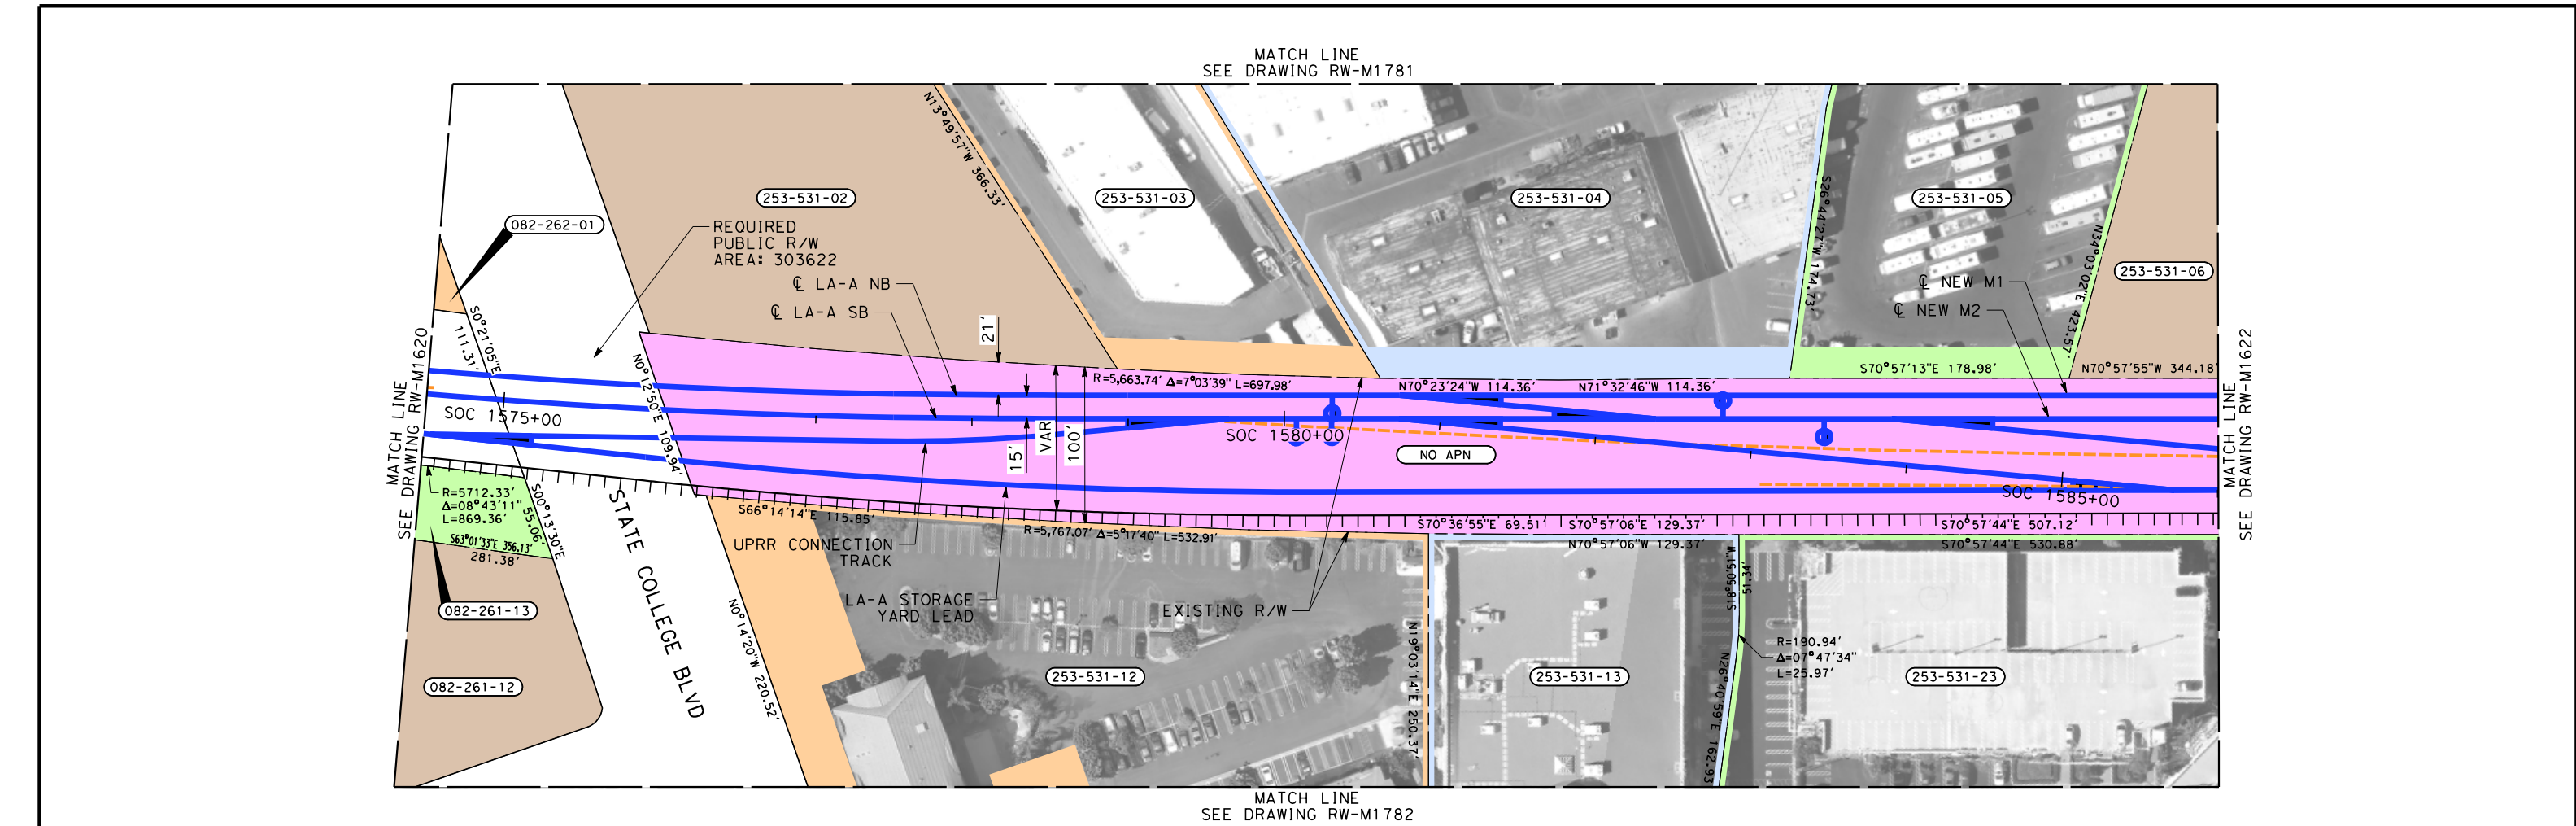 MATCH LINE
SEE DRAWING RW-M1781
N13°49'57"W 366.33'
253-531-02
253-531-03
253-531-04
253-531-05
253-531-06
082-262-01
REQUIRED
PUBLIC R/W
AREA: 303622
℄ LA-A NB
℄ LA-A SB
S26°44'27"W 174.73'
N34°03'02"E 423.57'
℄ NEW M1
℄ NEW M2
S0°21'05"E
111.31'
MATCH LINE
SEE DRAWING RW-M1620
21'
N0°12'50"E 109.94'
R=5,663.74' Δ=7°03'39" L=697.98'
N70°23'24"W 114.36'
N71°32'46"W 114.36'
S70°57'13"E 178.98'
N70°57'55"W 344.18'
MATCH LINE
SEE DRAWING RW-M1622
SOC 1575+00
15'
VAR
100'
SOC 1580+00
NO APN
SOC 1585+00
R=5712.33'
Δ=08°43'11"
L=869.36'
S63°01'33"E 356.13'
281.38'
S00°13'30"E
55.06'
STATE COLLEGE BLVD
S66°14'14"E 115.85'
R=5,767.07' Δ=5°17'40" L=532.91'
S70°36'55"E 69.51'
S70°57'06"E 129.37'
S70°57'44"E 507.12'
N70°57'06"W 129.37'
S70°57'44"E 530.88'
UPRR CONNECTION
TRACK
LA-A STORAGE
YARD LEAD
EXISTING R/W
S18°50'51"W
51.34'
082-261-13
082-261-12
N0°14'20"W 220.52'
253-531-12
N19°03'14"E 250.37'
253-531-13
N26°40'59"E 162.93'
R=190.94'
Δ=07°47'34"
L=25.97'
253-531-23
MATCH LINE
SEE DRAWING RW-M1782